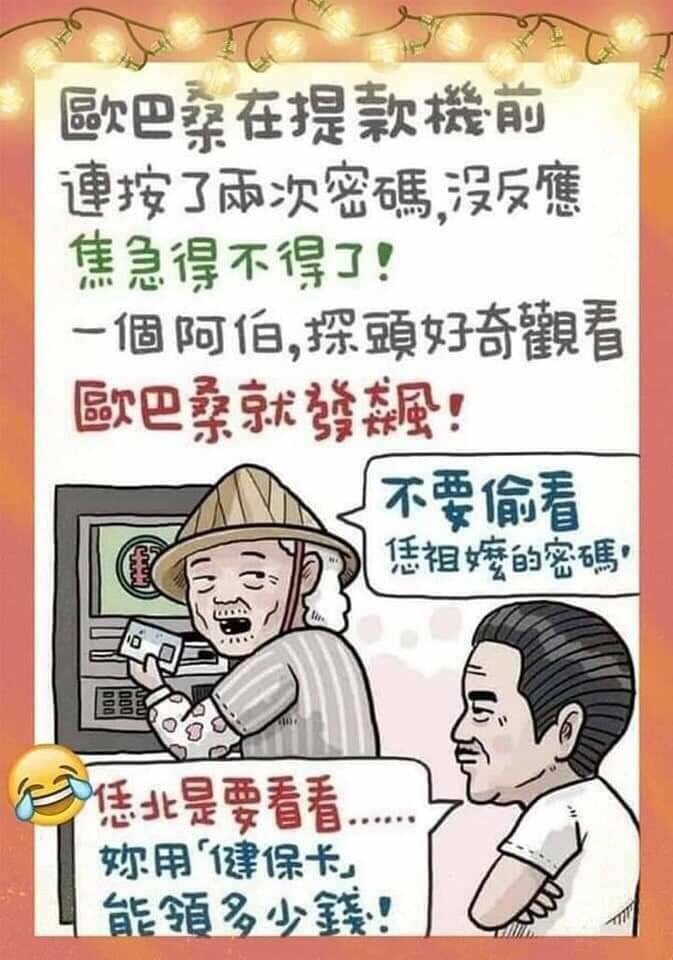 歐巴桑在提款機前
連按了兩次密碼,沒反應
焦急得不得了!
一個阿伯,探頭好奇觀看
歐巴桑就發飆!
不要偷看
恁祖嬤的密碼,
恁北是要看看……
妳用「健保卡」
能領多少錢!